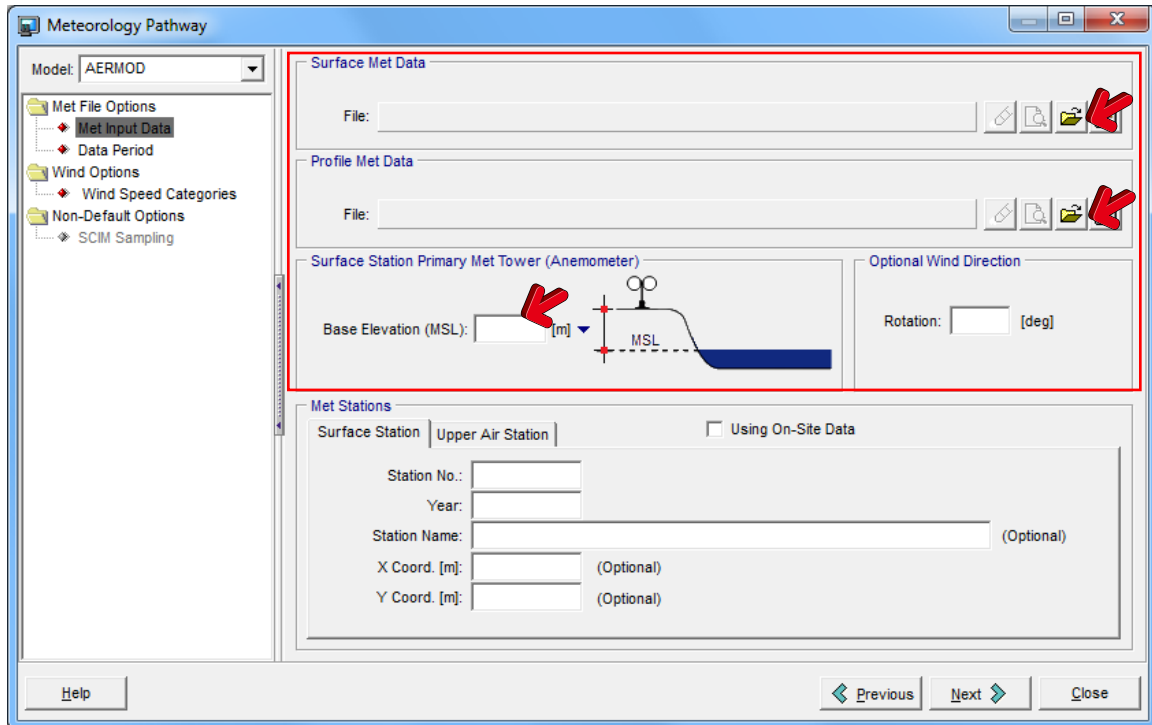 Meteorology Pathway
Model: AERMOD
Met File Options
Met Input Data
Data Period
Wind Options
Wind Speed Categories
Non-Default Options
SCIM Sampling
Surface Met Data
File:
Profile Met Data
File:
Surface Station Primary Met Tower (Anemometer)
Base Elevation (MSL): [m]
MSL
Optional Wind Direction
Rotation: [deg]
Met Stations
Surface Station Upper Air Station Using On-Site Data
Station No.:
Year:
Station Name: (Optional)
X Coord. [m]: (Optional)
Y Coord. [m]: (Optional)
Help Previous Next Close